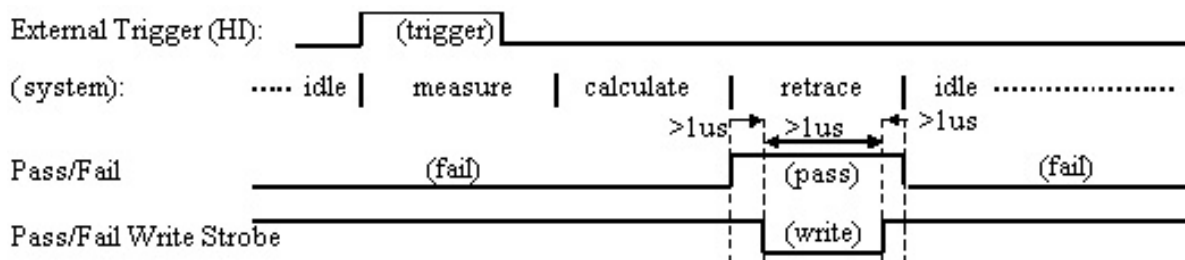 External Trigger (HI): (trigger)
(system): idle measure calculate retrace idle
>1us >1us >1us
Pass/Fail (fail) (pass) (fail)
Pass/Fail Write Strobe (write)